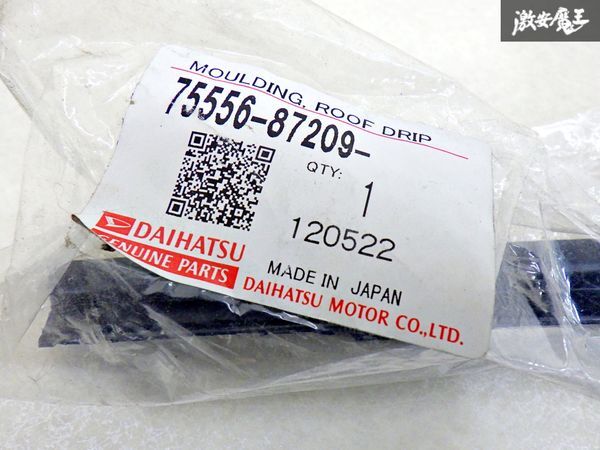 激安魔王
MOULDING, ROOF DRIP
75556-87209-
QTY: 1
120522
DAIHATSU
GENUINE PARTS
MADE IN JAPAN
DAIHATSU MOTOR CO.,LTD.